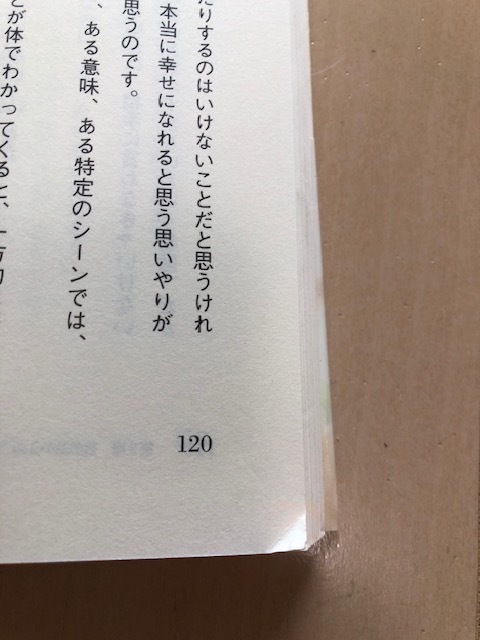 たりするのはいけないことだと思うけれ
本当に幸せになれると思う思いやりが
思うのです。
、ある意味、ある特定のシーンでは、
とが体でわかってくると、一方的
120